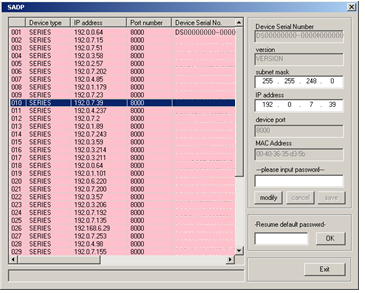 SADP
Device type IP address Port number Device Serial No.
001 SERIES 192.0.0.64 8000 DS00000000-0000
002 SERIES 192.0.7.15 8000
003 SERIES 192.0.7.51 8000
004 SERIES 192.0.3.58 8000
005 SERIES 192.0.2.57 8000
006 SERIES 192.0.7.202 8000
007 SERIES 192.0.4.85 8000
008 SERIES 192.0.1.179 8000
009 SERIES 192.0.7.23 8000
010 SERIES 192.0.7.39 8000
011 SERIES 192.0.4.237 8000
012 SERIES 192.0.7.2 8000
013 SERIES 192.0.1.89 8000
014 SERIES 192.0.7.243 8000
015 SERIES 192.0.3.59 8000
016 SERIES 192.0.3.214 8000
017 SERIES 192.0.3.211 8000
018 SERIES 192.0.0.64 8000
019 SERIES 192.0.1.101 8000
020 SERIES 192.0.6.220 8000
021 SERIES 192.0.7.200 8000
022 SERIES 192.0.3.57 8000
023 SERIES 192.0.3.206 8000
024 SERIES 192.0.7.192 8000
025 SERIES 192.0.7.135 8000
026 SERIES 192.168.6.29 8000
027 SERIES 192.0.7.253 8000
028 SERIES 192.0.4.98 8000
029 SERIES 192.0.7.155 8000
Device Serial Number
version
VERSION
subnet mask
255 . 255 . 248 . 0
IP address
192 . 0 . 7 . 39
device port
8000
MAC Address
00-40-36-35-d3-5b
---please input password---
modify cancel save
-Resume default password-
OK
Exit